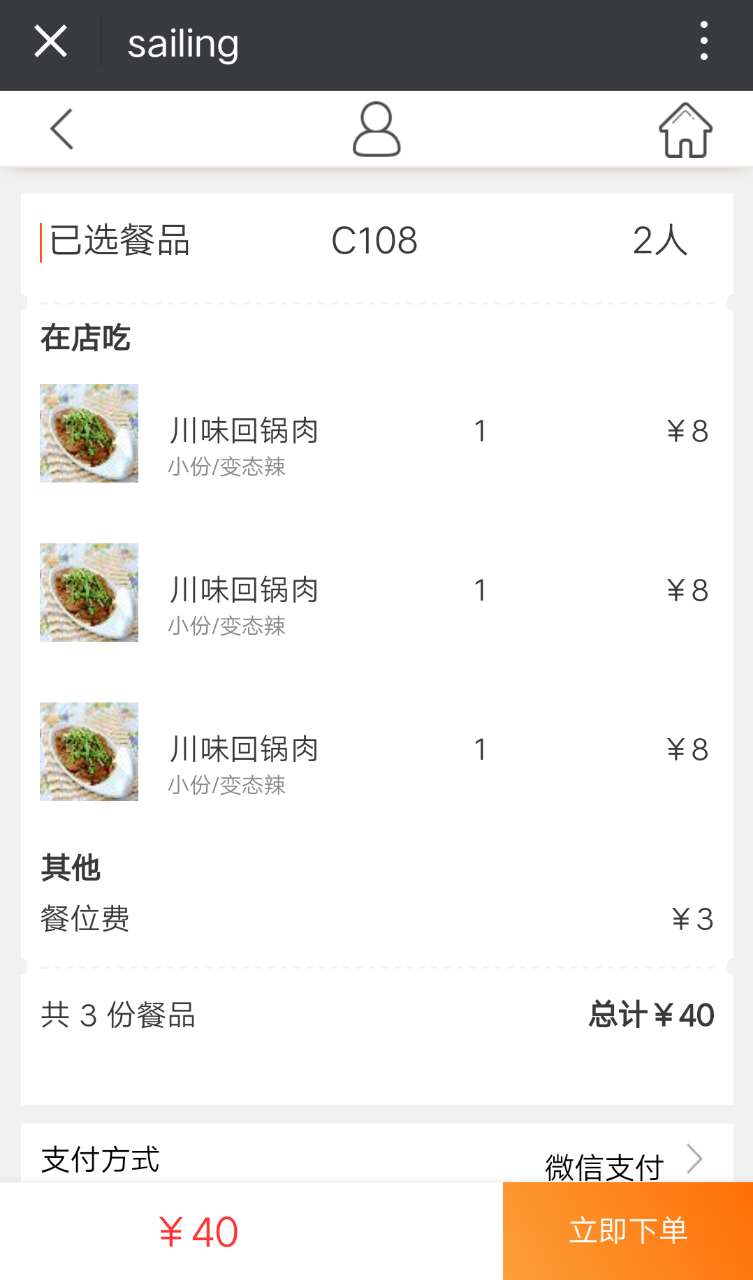 sailing
已选餐品 C108 2人
在店吃
川味回锅肉 1 ¥8
小份/变态辣
川味回锅肉 1 ¥8
小份/变态辣
川味回锅肉 1 ¥8
小份/变态辣
其他
餐位费 ¥3
共 3 份餐品 总计¥40
支付方式 微信支付
¥40 立即下单